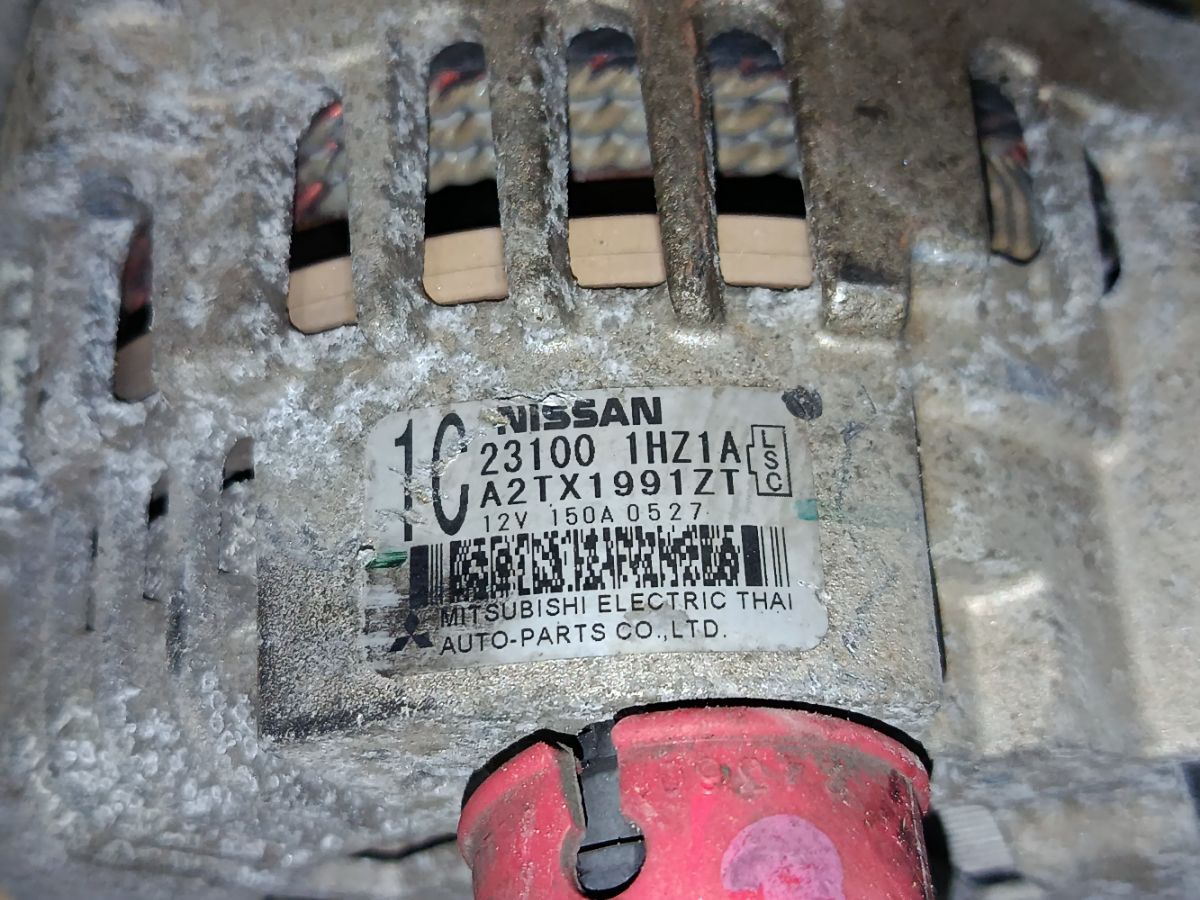 1C
NISSAN
23100 1HZ1A
LSC
A2TX1991ZT
12V 150A 0527
MITSUBISHI ELECTRIC THAI
AUTO-PARTS CO.,LTD.